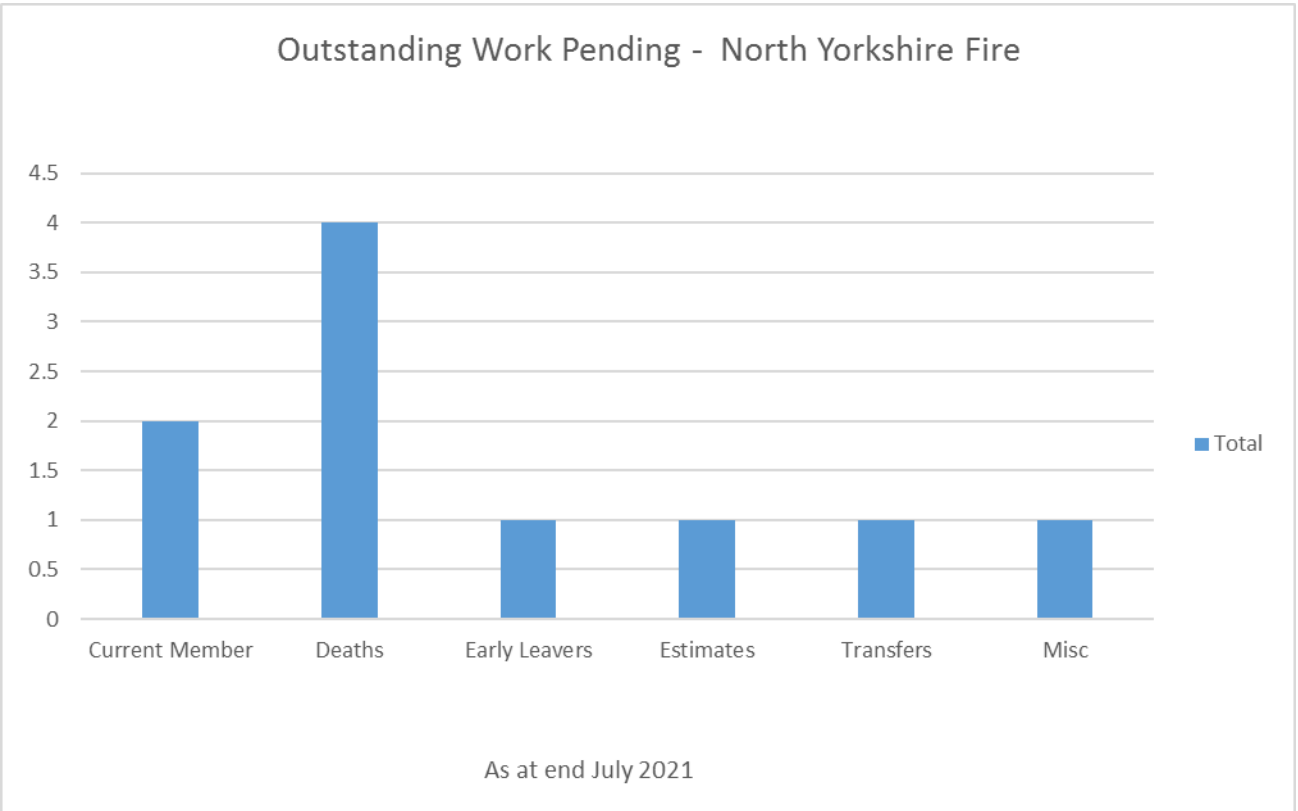 Outstanding Work Pending - North Yorkshire Fire
4.5
4
3.5
3
2.5
2
1.5
1
0.5
0
Current Member Deaths Early Leavers Estimates Transfers Misc
Total
As at end July 2021